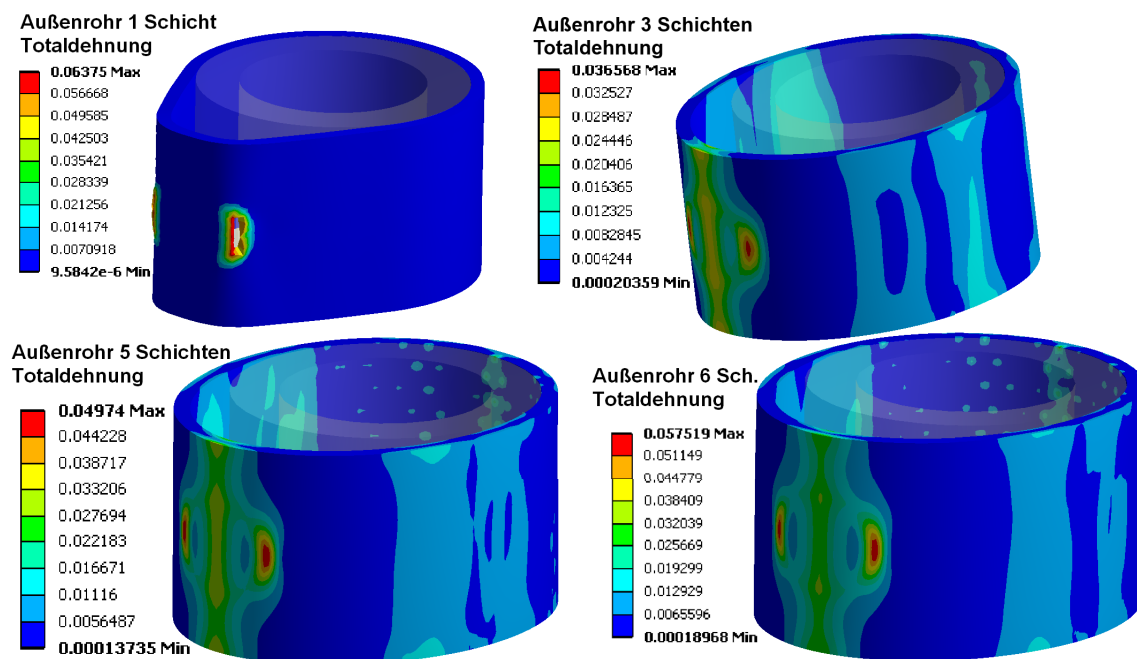 Außenrohr 1 Schicht
Totaldehnung
0.06375 Max
0.056668
0.049585
0.042503
0.035421
0.028339
0.021256
0.014174
0.0070918
9.5842e-6 Min
Außenrohr 3 Schichten
Totaldehnung
0.036568 Max
0.032527
0.028487
0.024446
0.020406
0.016365
0.012325
0.0082845
0.004244
0.00020359 Min
Außenrohr 5 Schichten
Totaldehnung
0.04974 Max
0.044228
0.038717
0.033206
0.027694
0.022183
0.016671
0.01116
0.0056487
0.00013735 Min
Außenrohr 6 Sch.
Totaldehnung
0.057519 Max
0.051149
0.044779
0.038409
0.032039
0.025669
0.019299
0.012929
0.0065596
0.00018968 Min